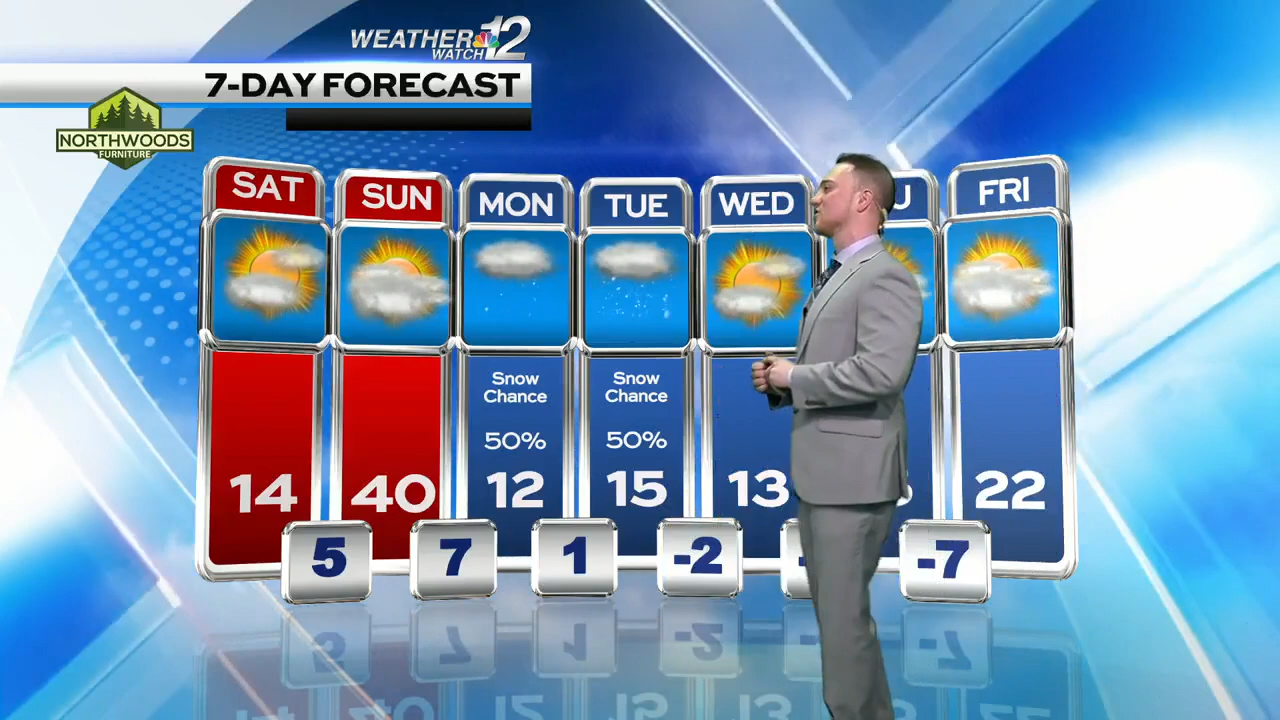 WEATHER 12
WATCH
7-DAY FORECAST
NORTHWOODS
FURNITURE
SAT SUN MON TUE WED FRI
Snow Chance Snow Chance
50% 50%
14 40 12 15 13 22
5 7 1 -2 -7